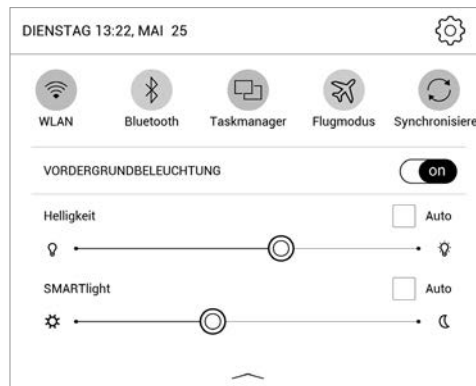 DIENSTAG 13:22, MAI 25
WLAN Bluetooth Taskmanager Flugmodus Synchronisiere
VORDERGRUNDBELEUCHTUNG on
Helligkeit Auto
SMARTlight Auto